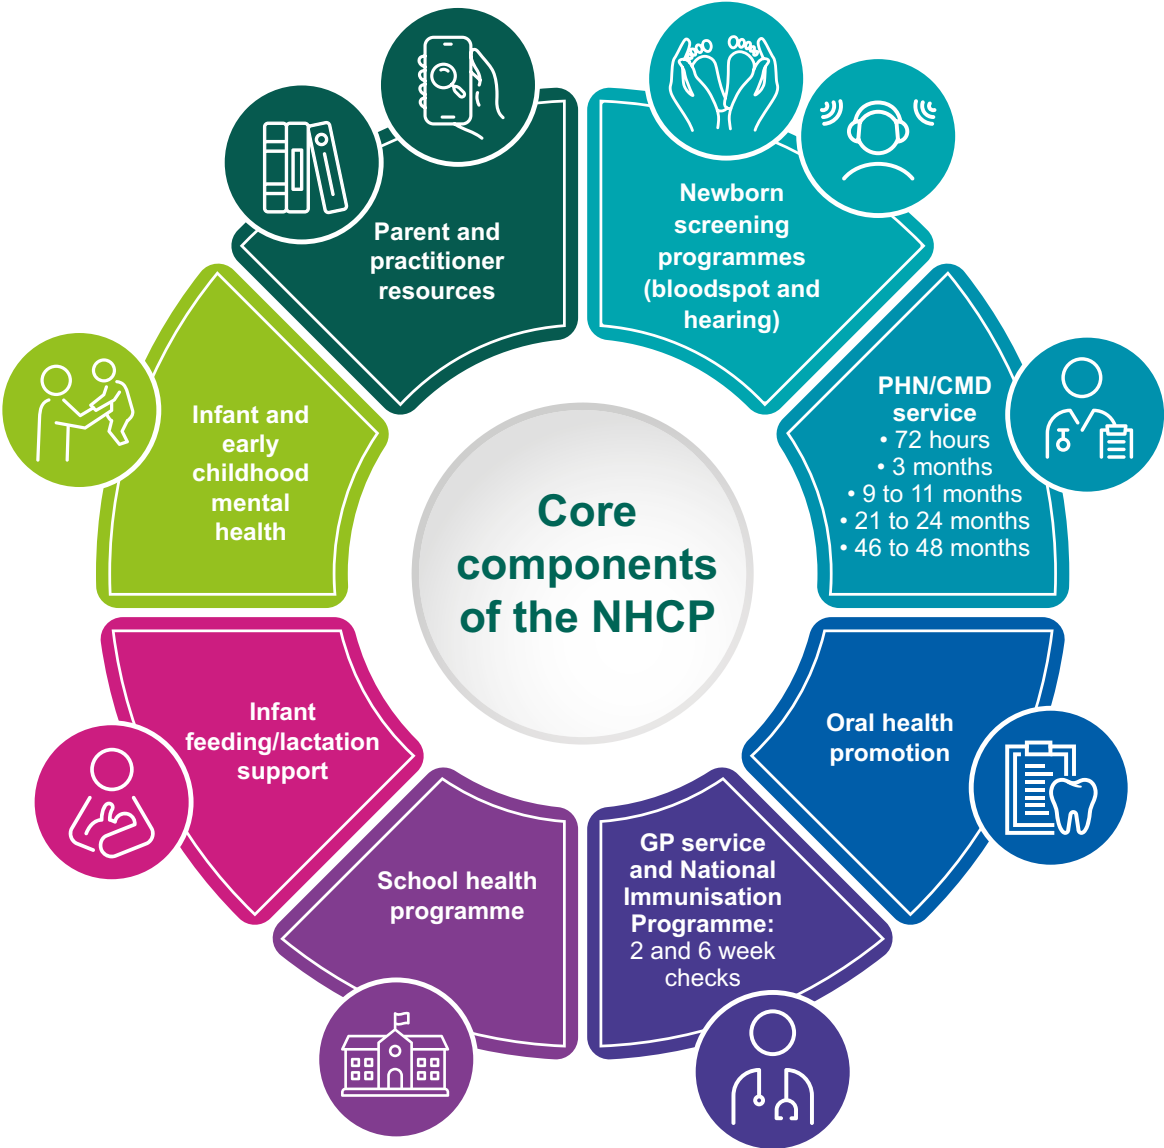 Core
components
of the NHCP
Newborn
screening
programmes
(bloodspot and
hearing)
PHN/CMD
service
• 72 hours
• 3 months
• 9 to 11 months
• 21 to 24 months
• 46 to 48 months
Oral health
promotion
GP service
and National
Immunisation
Programme:
2 and 6 week
checks
School health
programme
Infant
feeding/lactation
support
Infant and
early
childhood
mental
health
Parent and
practitioner
resources